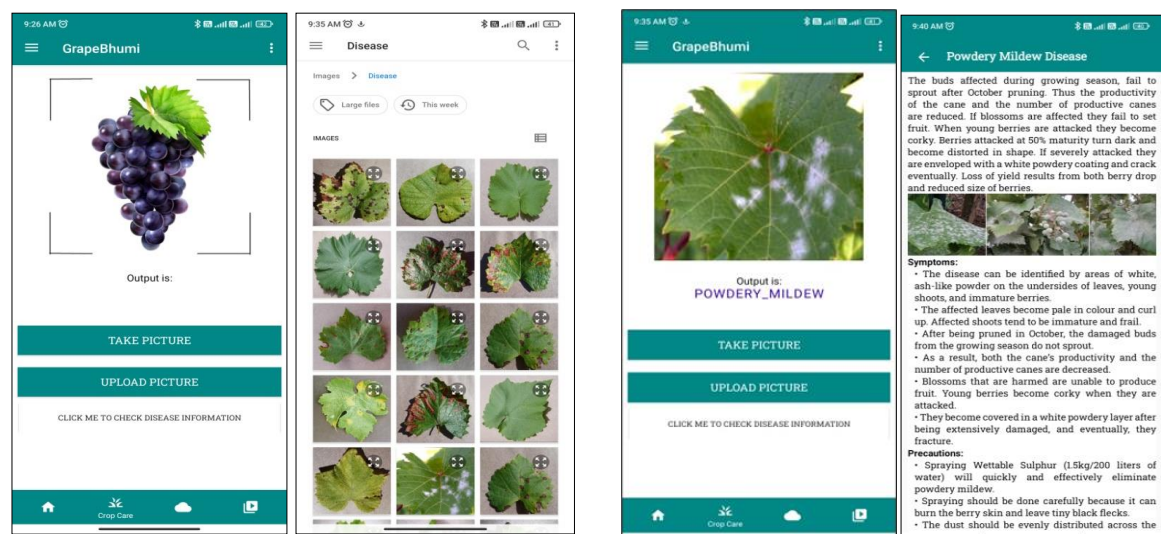 9:26 AM
GrapeBhumi
Output is:
TAKE PICTURE
UPLOAD PICTURE
CLICK ME TO CHECK DISEASE INFORMATION
Crop Care
9:35 AM
Disease
Images > Disease
Large files
This week
IMAGES
9:35 AM
GrapeBhumi
Output is:
POWDERY_MILDEW
TAKE PICTURE
UPLOAD PICTURE
CLICK ME TO CHECK DISEASE INFORMATION
Crop Care
9:40 AM
Powdery Mildew Disease
The buds affected during growing season, fail to
sprout after October pruning. Thus the productivity
of the cane and the number of productive canes
are reduced. If blossoms are affected they fail to set
fruit. When young berries are attacked they become
corky. Berries attacked at 50% maturity turn dark and
become distorted in shape. If severely attacked they
are enveloped with a white powdery coating and crack
eventually. Loss of yield results from both berry drop
and reduced size of berries.
Symptoms:
• The disease can be identified by areas of white,
ash-like powder on the undersides of leaves, young
shoots, and immature berries.
• The affected leaves become pale in colour and curl
up. Affected shoots tend to be immature and frail.
• After being pruned in October, the damaged buds
from the growing season do not sprout.
• As a result, both the cane's productivity and the
number of productive canes are decreased.
• Blossoms that are harmed are unable to produce
fruit. Young berries become corky when they are
attacked.
• They become covered in a white powdery layer after
being extensively damaged, and eventually, they
fracture.
Precautions:
• Spraying Wettable Sulphur (1.5kg/200 liters of
water) will quickly and effectively eliminate
powdery mildew.
• Spraying should be done carefully because it can
burn the berry skin and leave tiny black flecks.
• The dust should be evenly distributed across the